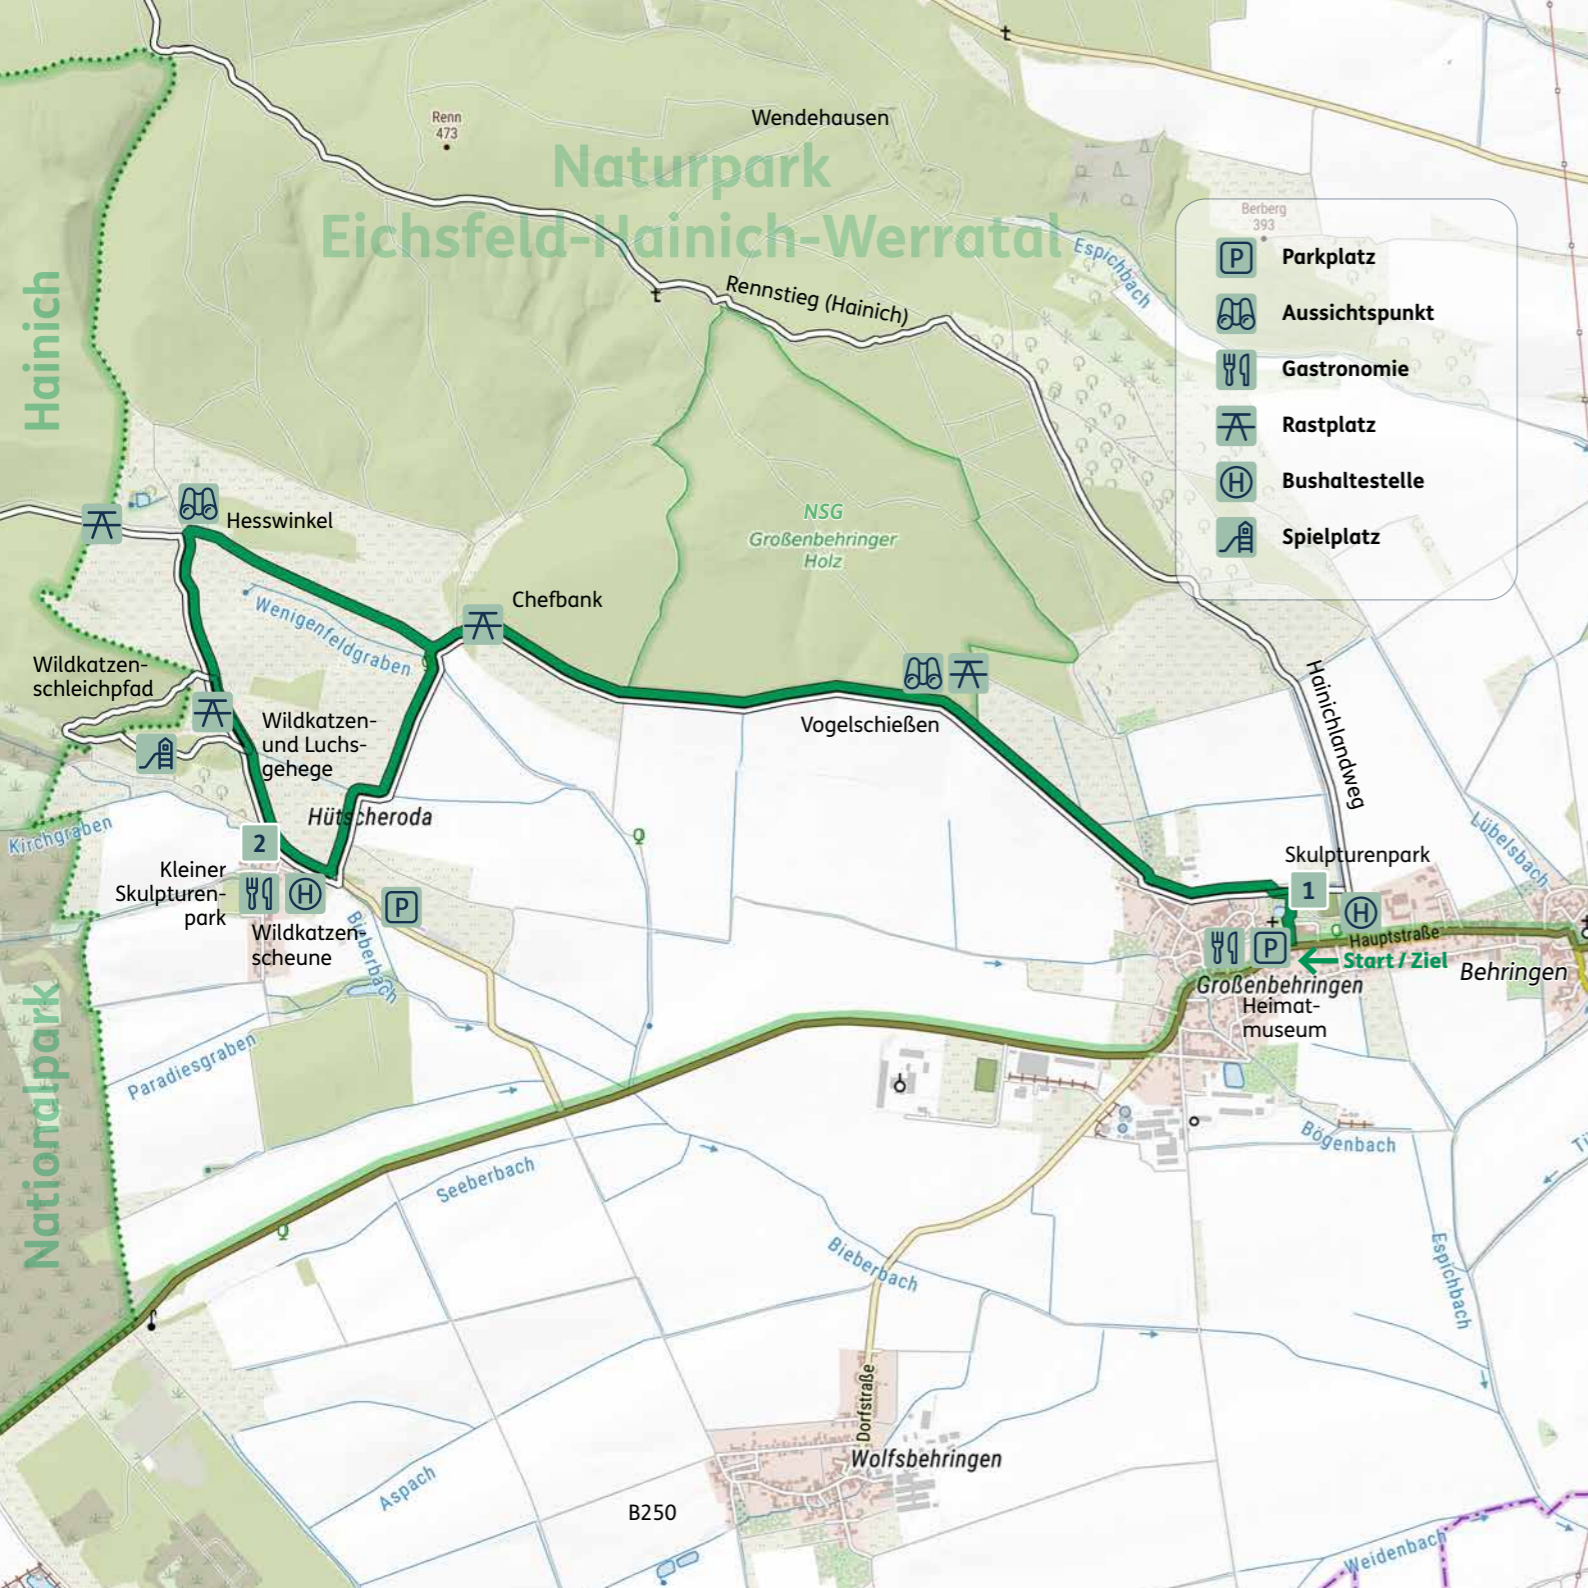 Renn
473
Wendehausen
Naturpark
Eichsfeld-Hainich-Werratal
Berberg
393
Espichbach
P
Parkplatz
Aussichtspunkt
Gastronomie
Rastplatz
H
Bushaltestelle
Spielplatz
Rennstieg (Hainich)
Hainich
Hesswinkel
NSG
Großenbehringer
Holz
Chefbank
Wenigenfeldgraben
Wildkatzen-
schleichpfad
Wildkatzen-
und Luchs-
gehege
Vogelschießen
Hainichlandweg
Hütscheroda
Kirchgraben
2
Kleiner
Skulpturen-
park
H
P
Wildkatzen-
scheune
Bieberbach
Lübelsbach
Skulpturenpark
1
H
P
Hauptstraße
Start / Ziel
Behringen
Großenbehringen
Heimat-
museum
Nationalpark
Paradiesgraben
Seeberbach
Bögenbach
Bieberbach
Espichbach
Dorfstraße
Wolfsbehringen
Aspach
B250
Weidenbach